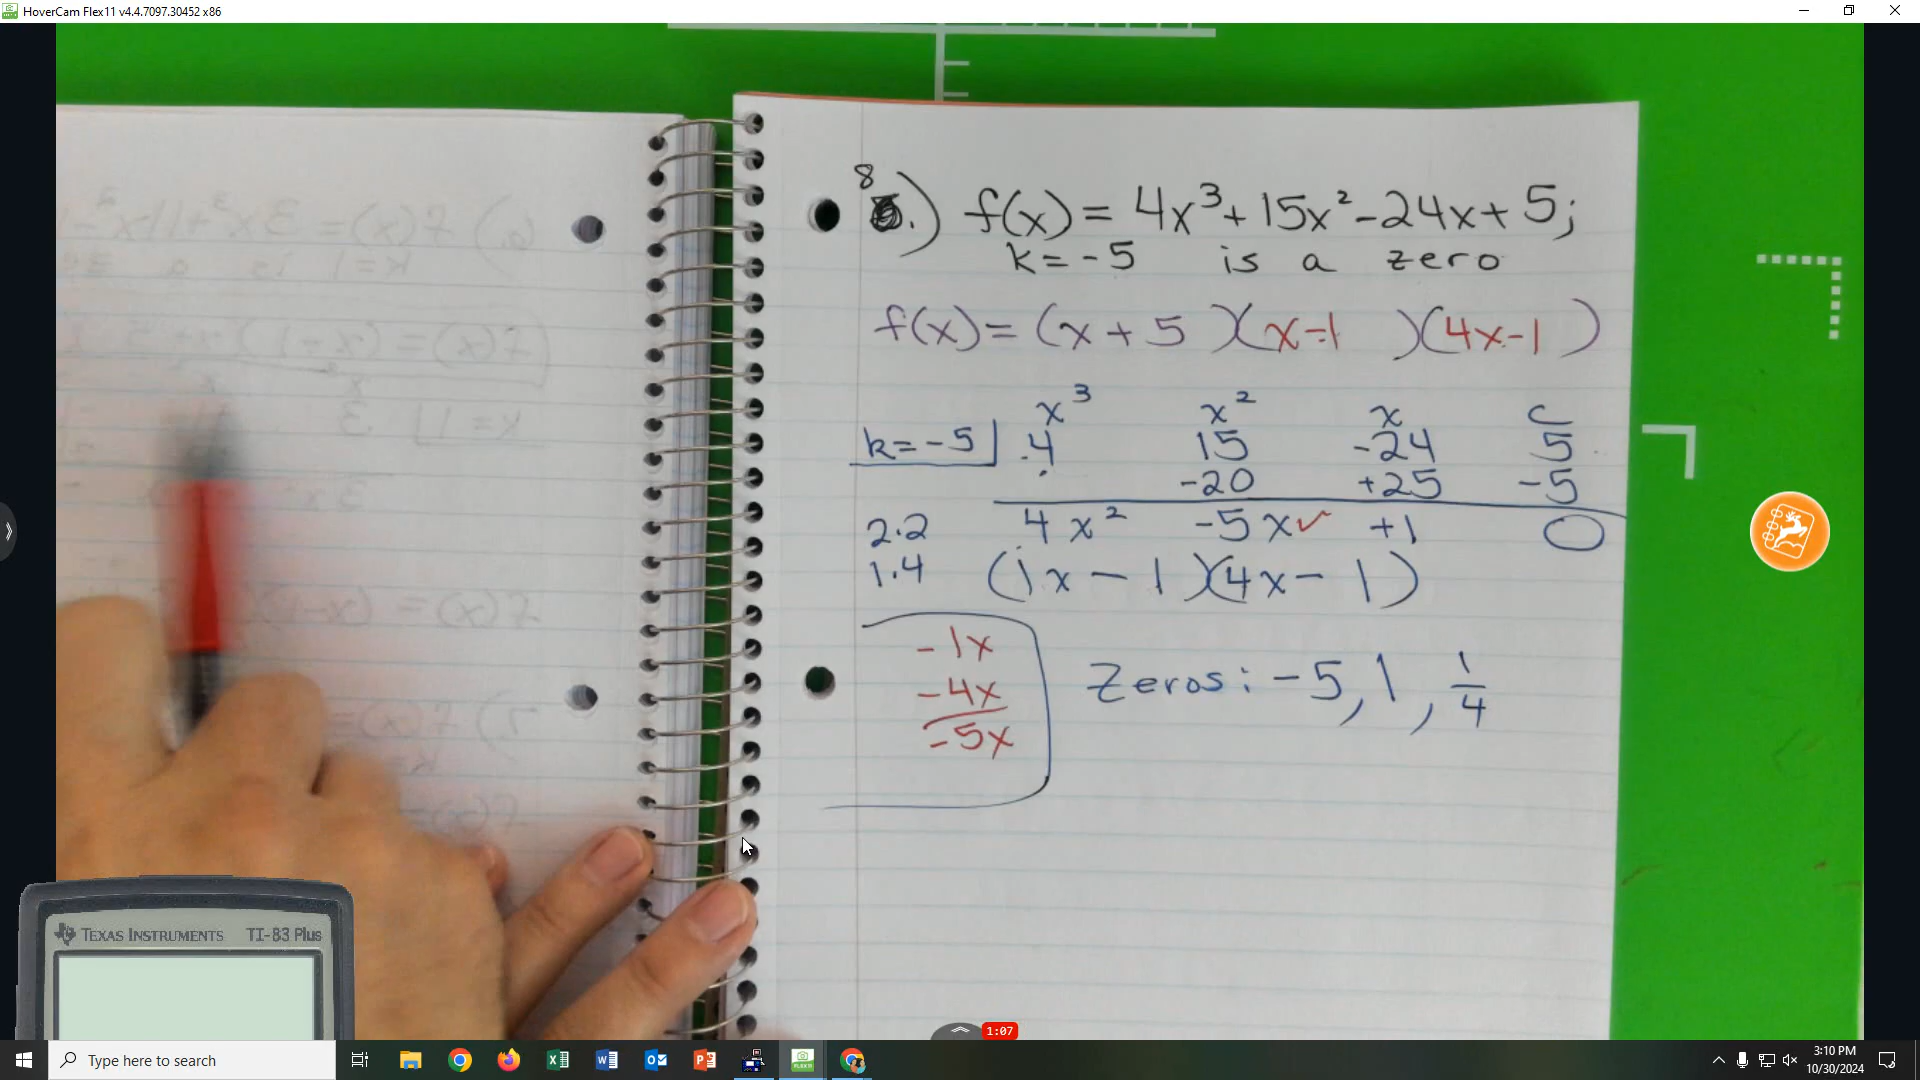 HoverCam Flex11 v4.4.7097.30452 x86
8.) f(x) = 4x³ + 15x² - 24x + 5;
k = -5 is a zero
f(x) = (x + 5 )(x - 1 )(4x - 1 )
x³ x² x C
k = -5 4 15 -24 5
-20 +25 -5
2·2 4x² -5x✓ +1 0
1·4 (1x - 1)(4x - 1)
-1x
-4x
-5x
Zeros: -5, 1, 1/4
TEXAS INSTRUMENTS TI-83 Plus
1:07
Type here to search
3:10 PM
10/30/2024